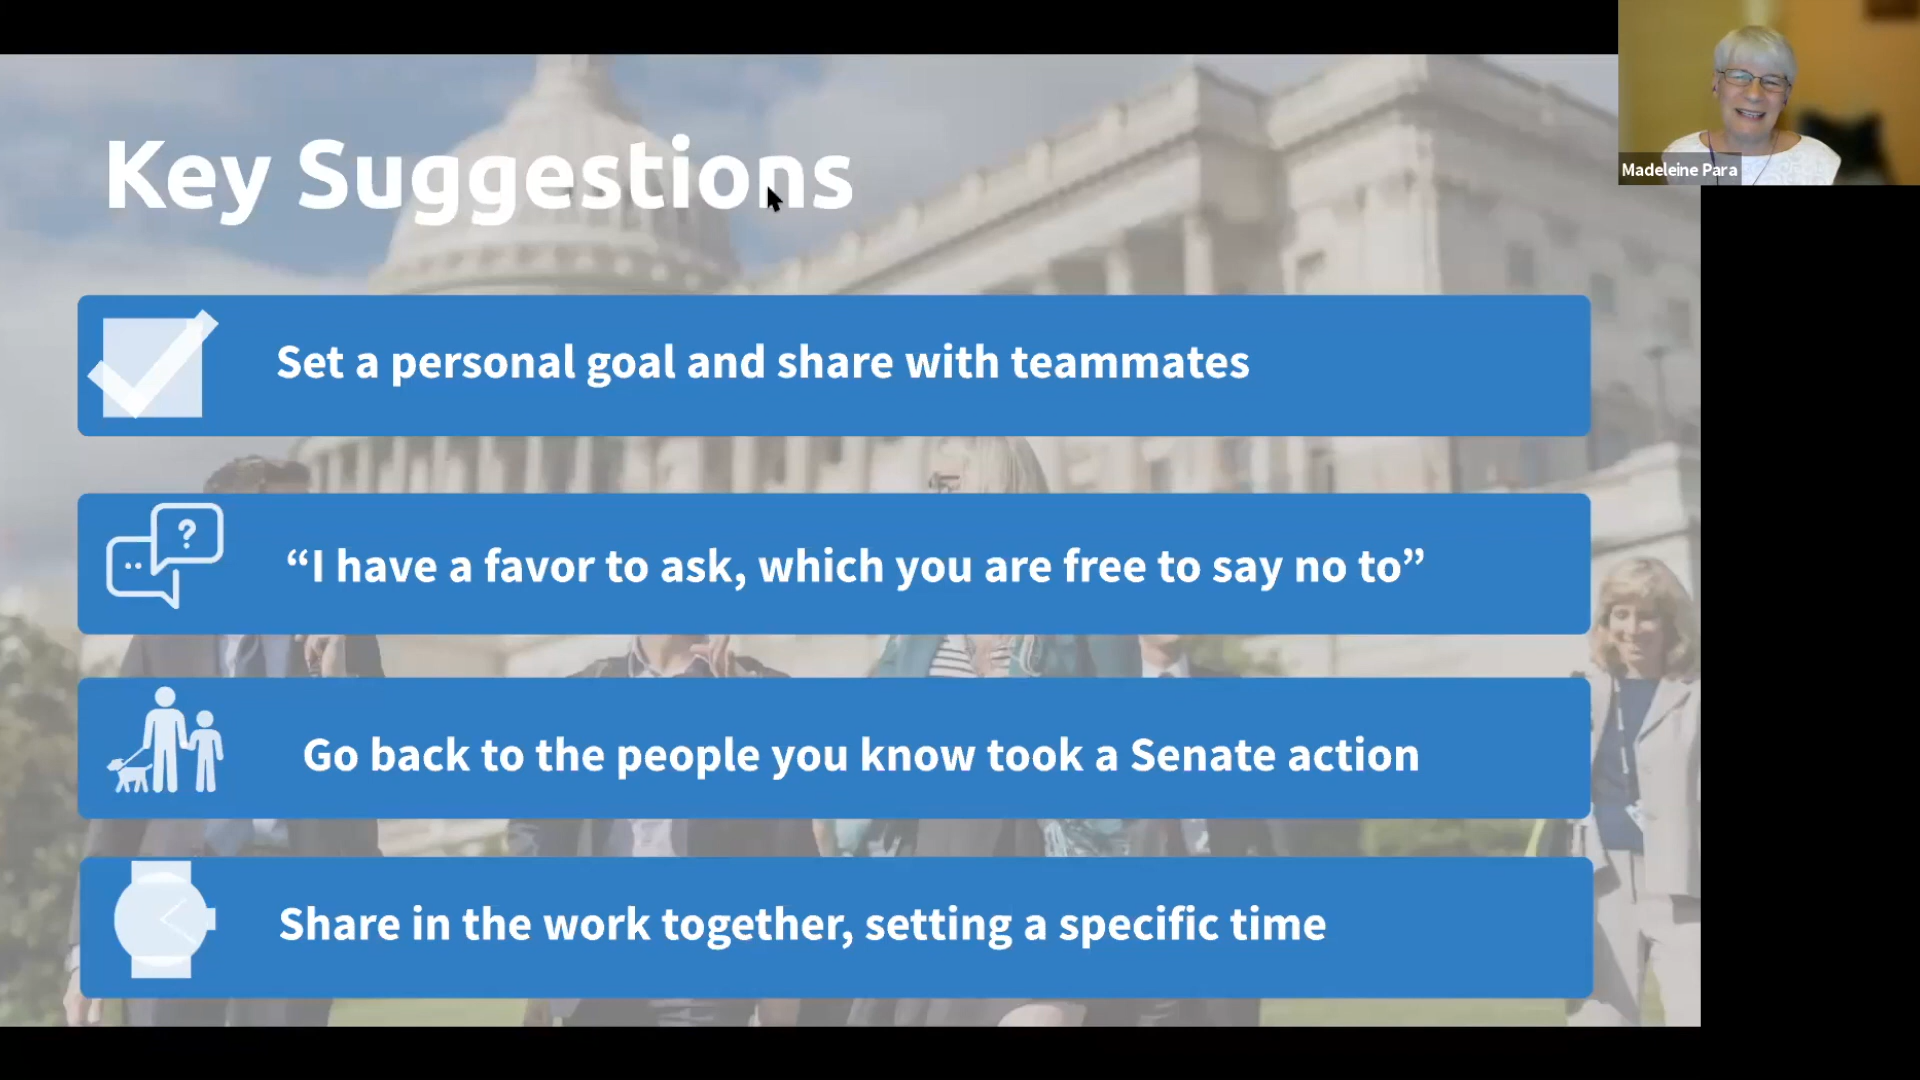 Key Suggestions
Madeleine Para
Set a personal goal and share with teammates
?
“I have a favor to ask, which you are free to say no to”
Go back to the people you know took a Senate action
Share in the work together, setting a specific time